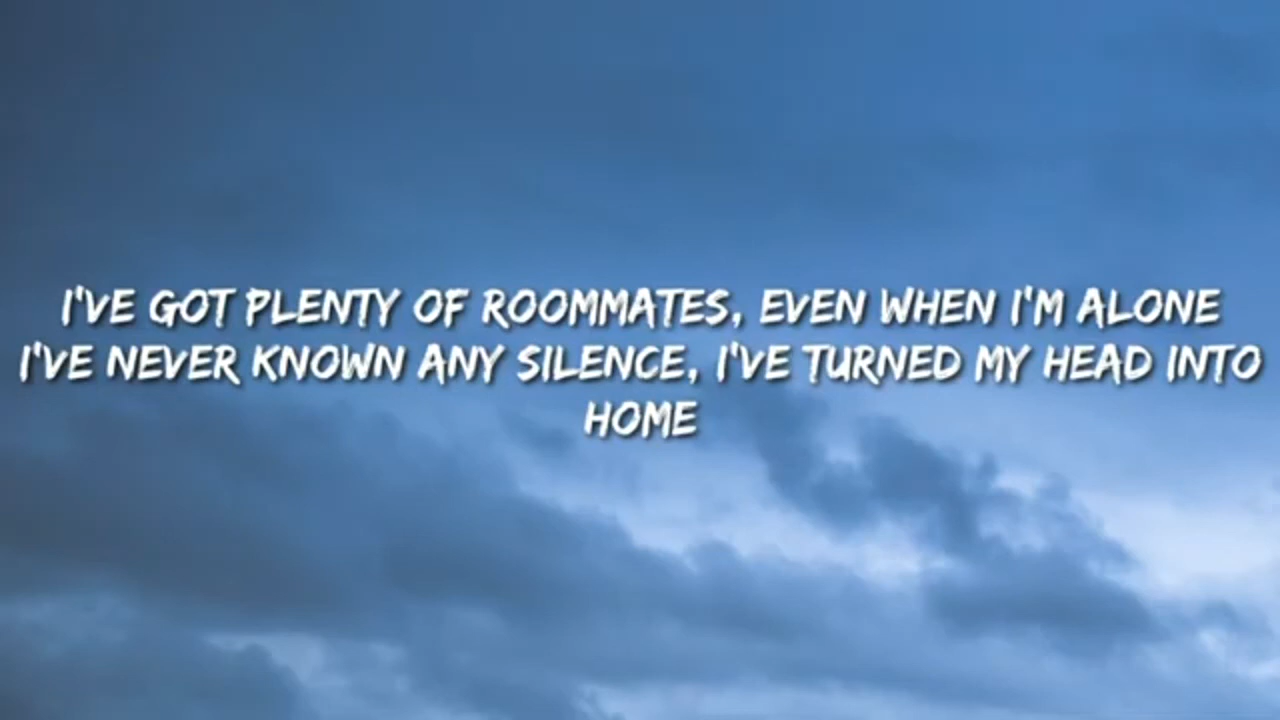 I'VE GOT PLENTY OF ROOMMATES, EVEN WHEN I'M ALONE
I'VE NEVER KNOWN ANY SILENCE, I'VE TURNED MY HEAD INTO
HOME